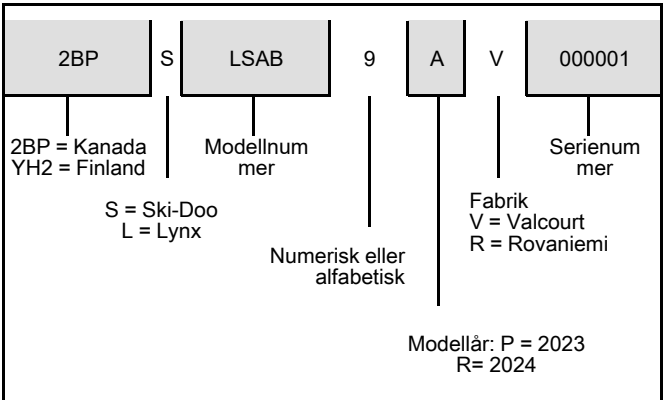 2BP S LSAB 9 A V 000001
2BP = Kanada
YH2 = Finland
Modellnum
mer
Serienum
mer
S = Ski-Doo
L = Lynx
Fabrik
V = Valcourt
R = Rovaniemi
Numerisk eller
alfabetisk
Modellår: P = 2023
R= 2024